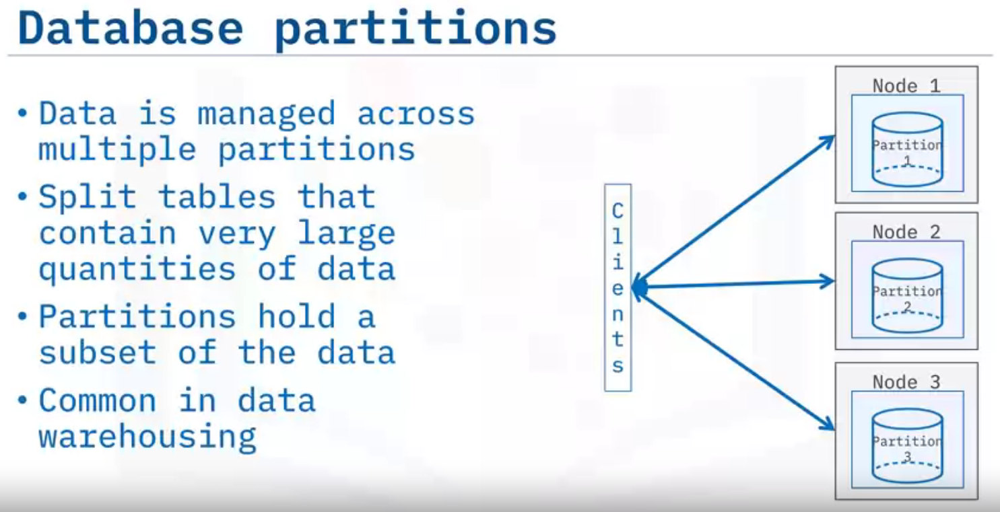 Database partitions
• Data is managed across
multiple partitions
• Split tables that
contain very large
quantities of data
• Partitions hold a
subset of the data
• Common in data
warehousing
Clients
Node 1
Partition
1
Node 2
Partition
2
Node 3
Partition
3